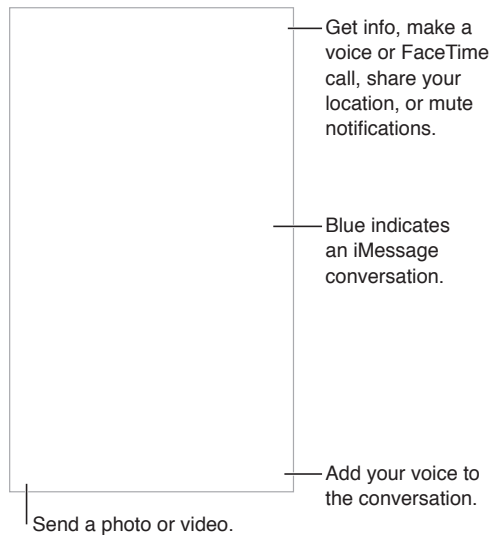 Get info, make a
voice or FaceTime
call, share your
location, or mute
notifications.
Blue indicates
an iMessage
conversation.
Add your voice to
the conversation.
Send a photo or video.